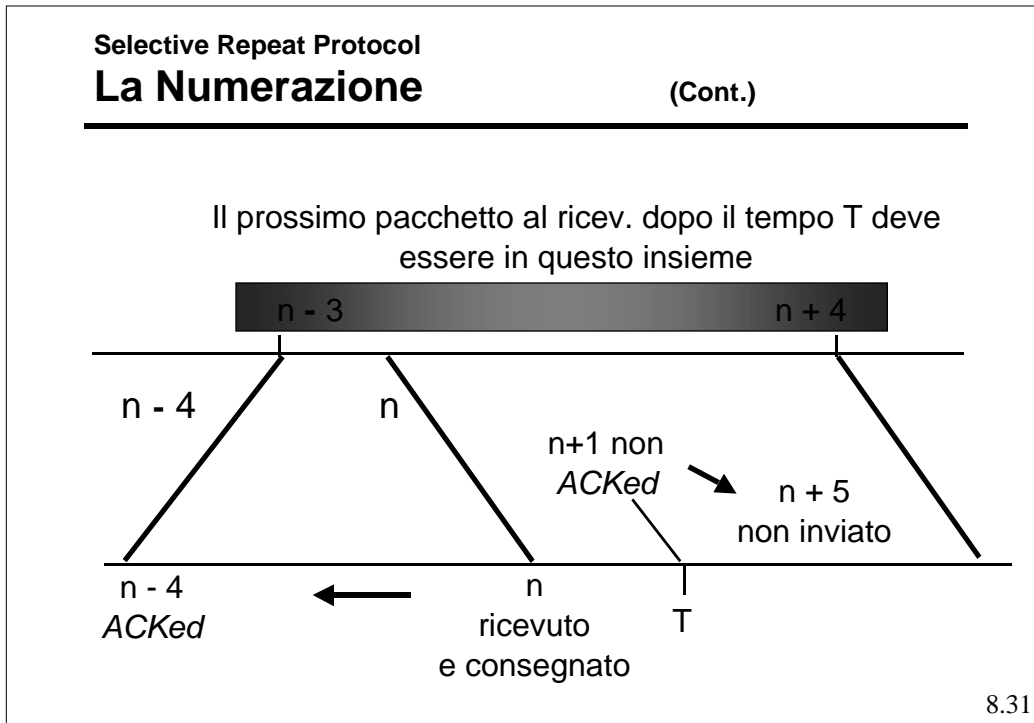 Selective Repeat Protocol
La Numerazione (Cont.)
Il prossimo pacchetto al ricev. dopo il tempo T deve
essere in questo insieme
n - 3 n + 4
n - 4 n
n+1 non
ACKed
n + 5
non inviato
n - 4
ACKed
n
ricevuto
e consegnato
T
8.31